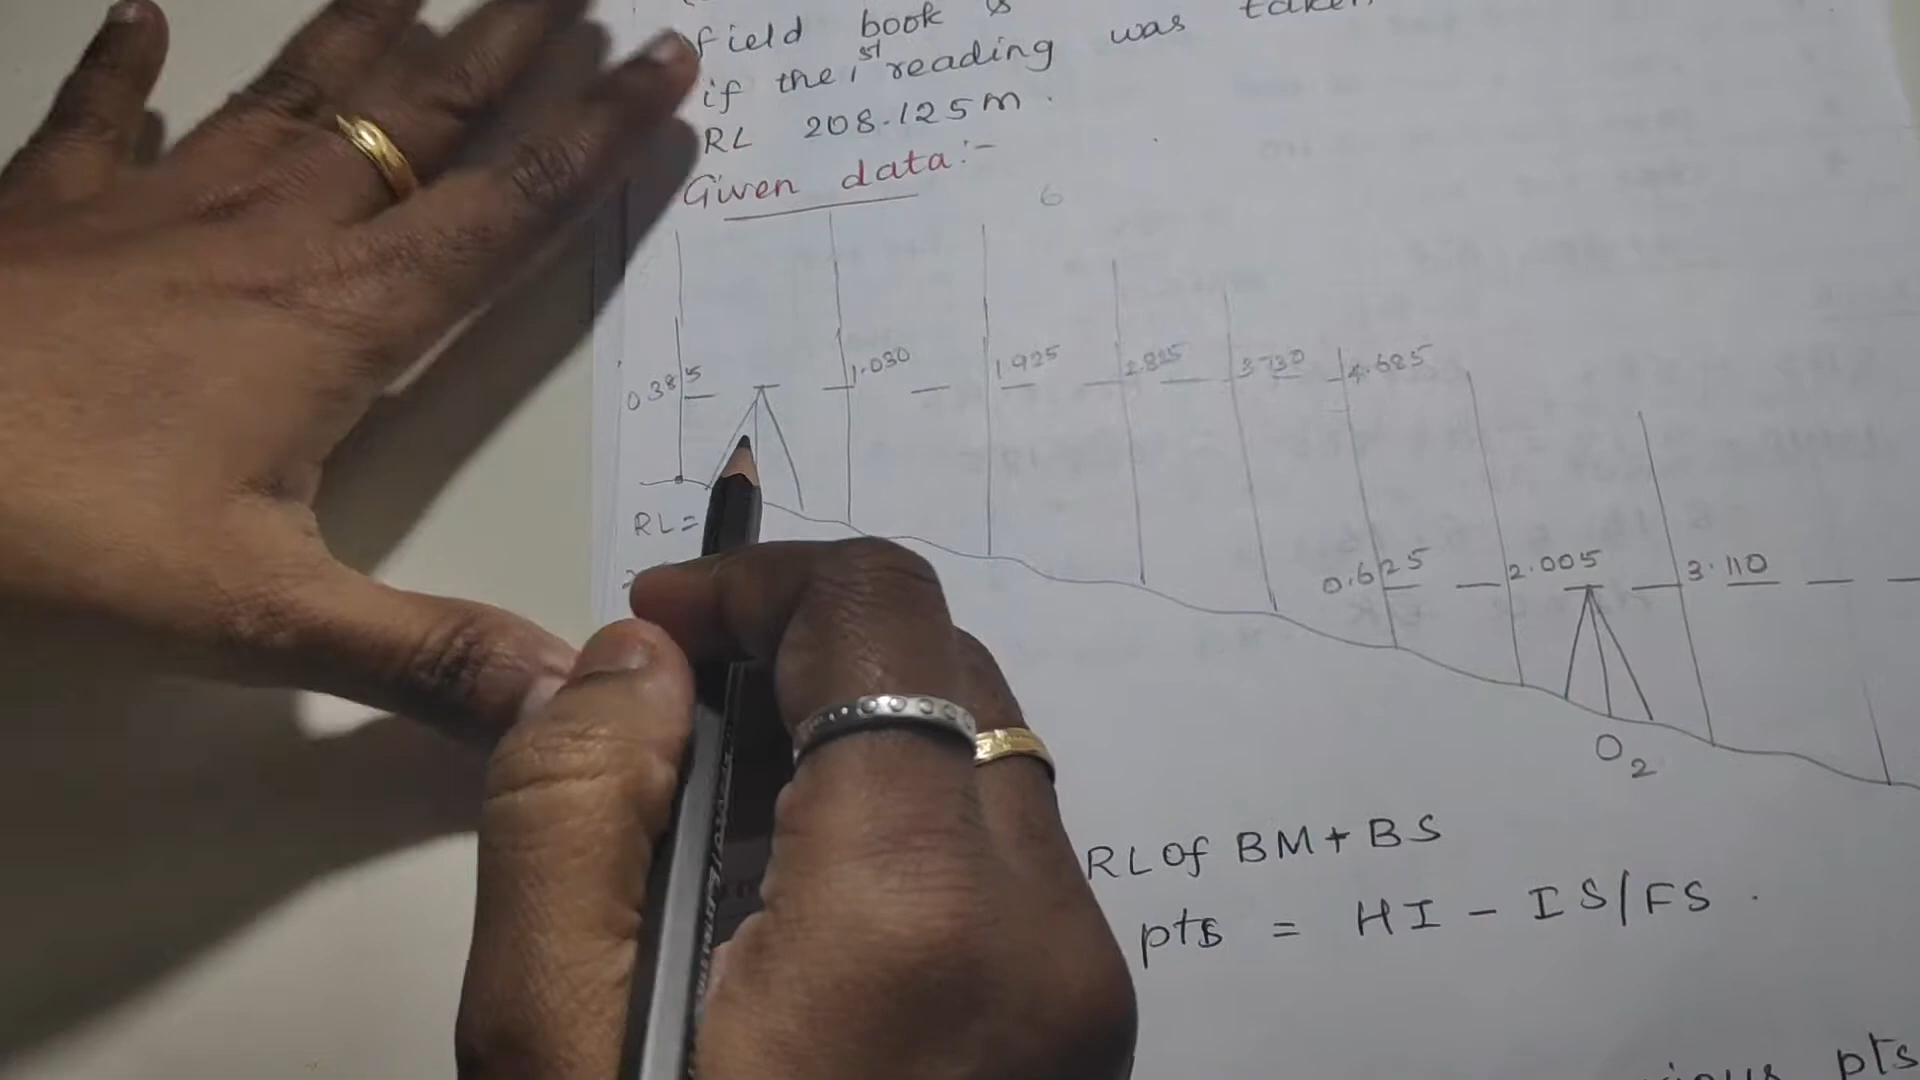 field book is
if the 1st reading was taken
RL 208.125m.
Given data:-
6
0.385 1.030 1.925 2.825 3.730 4.685
RL=
0.625 2.005 3.110
O2
RL of BM + BS
pts = HI - IS/FS.
pts